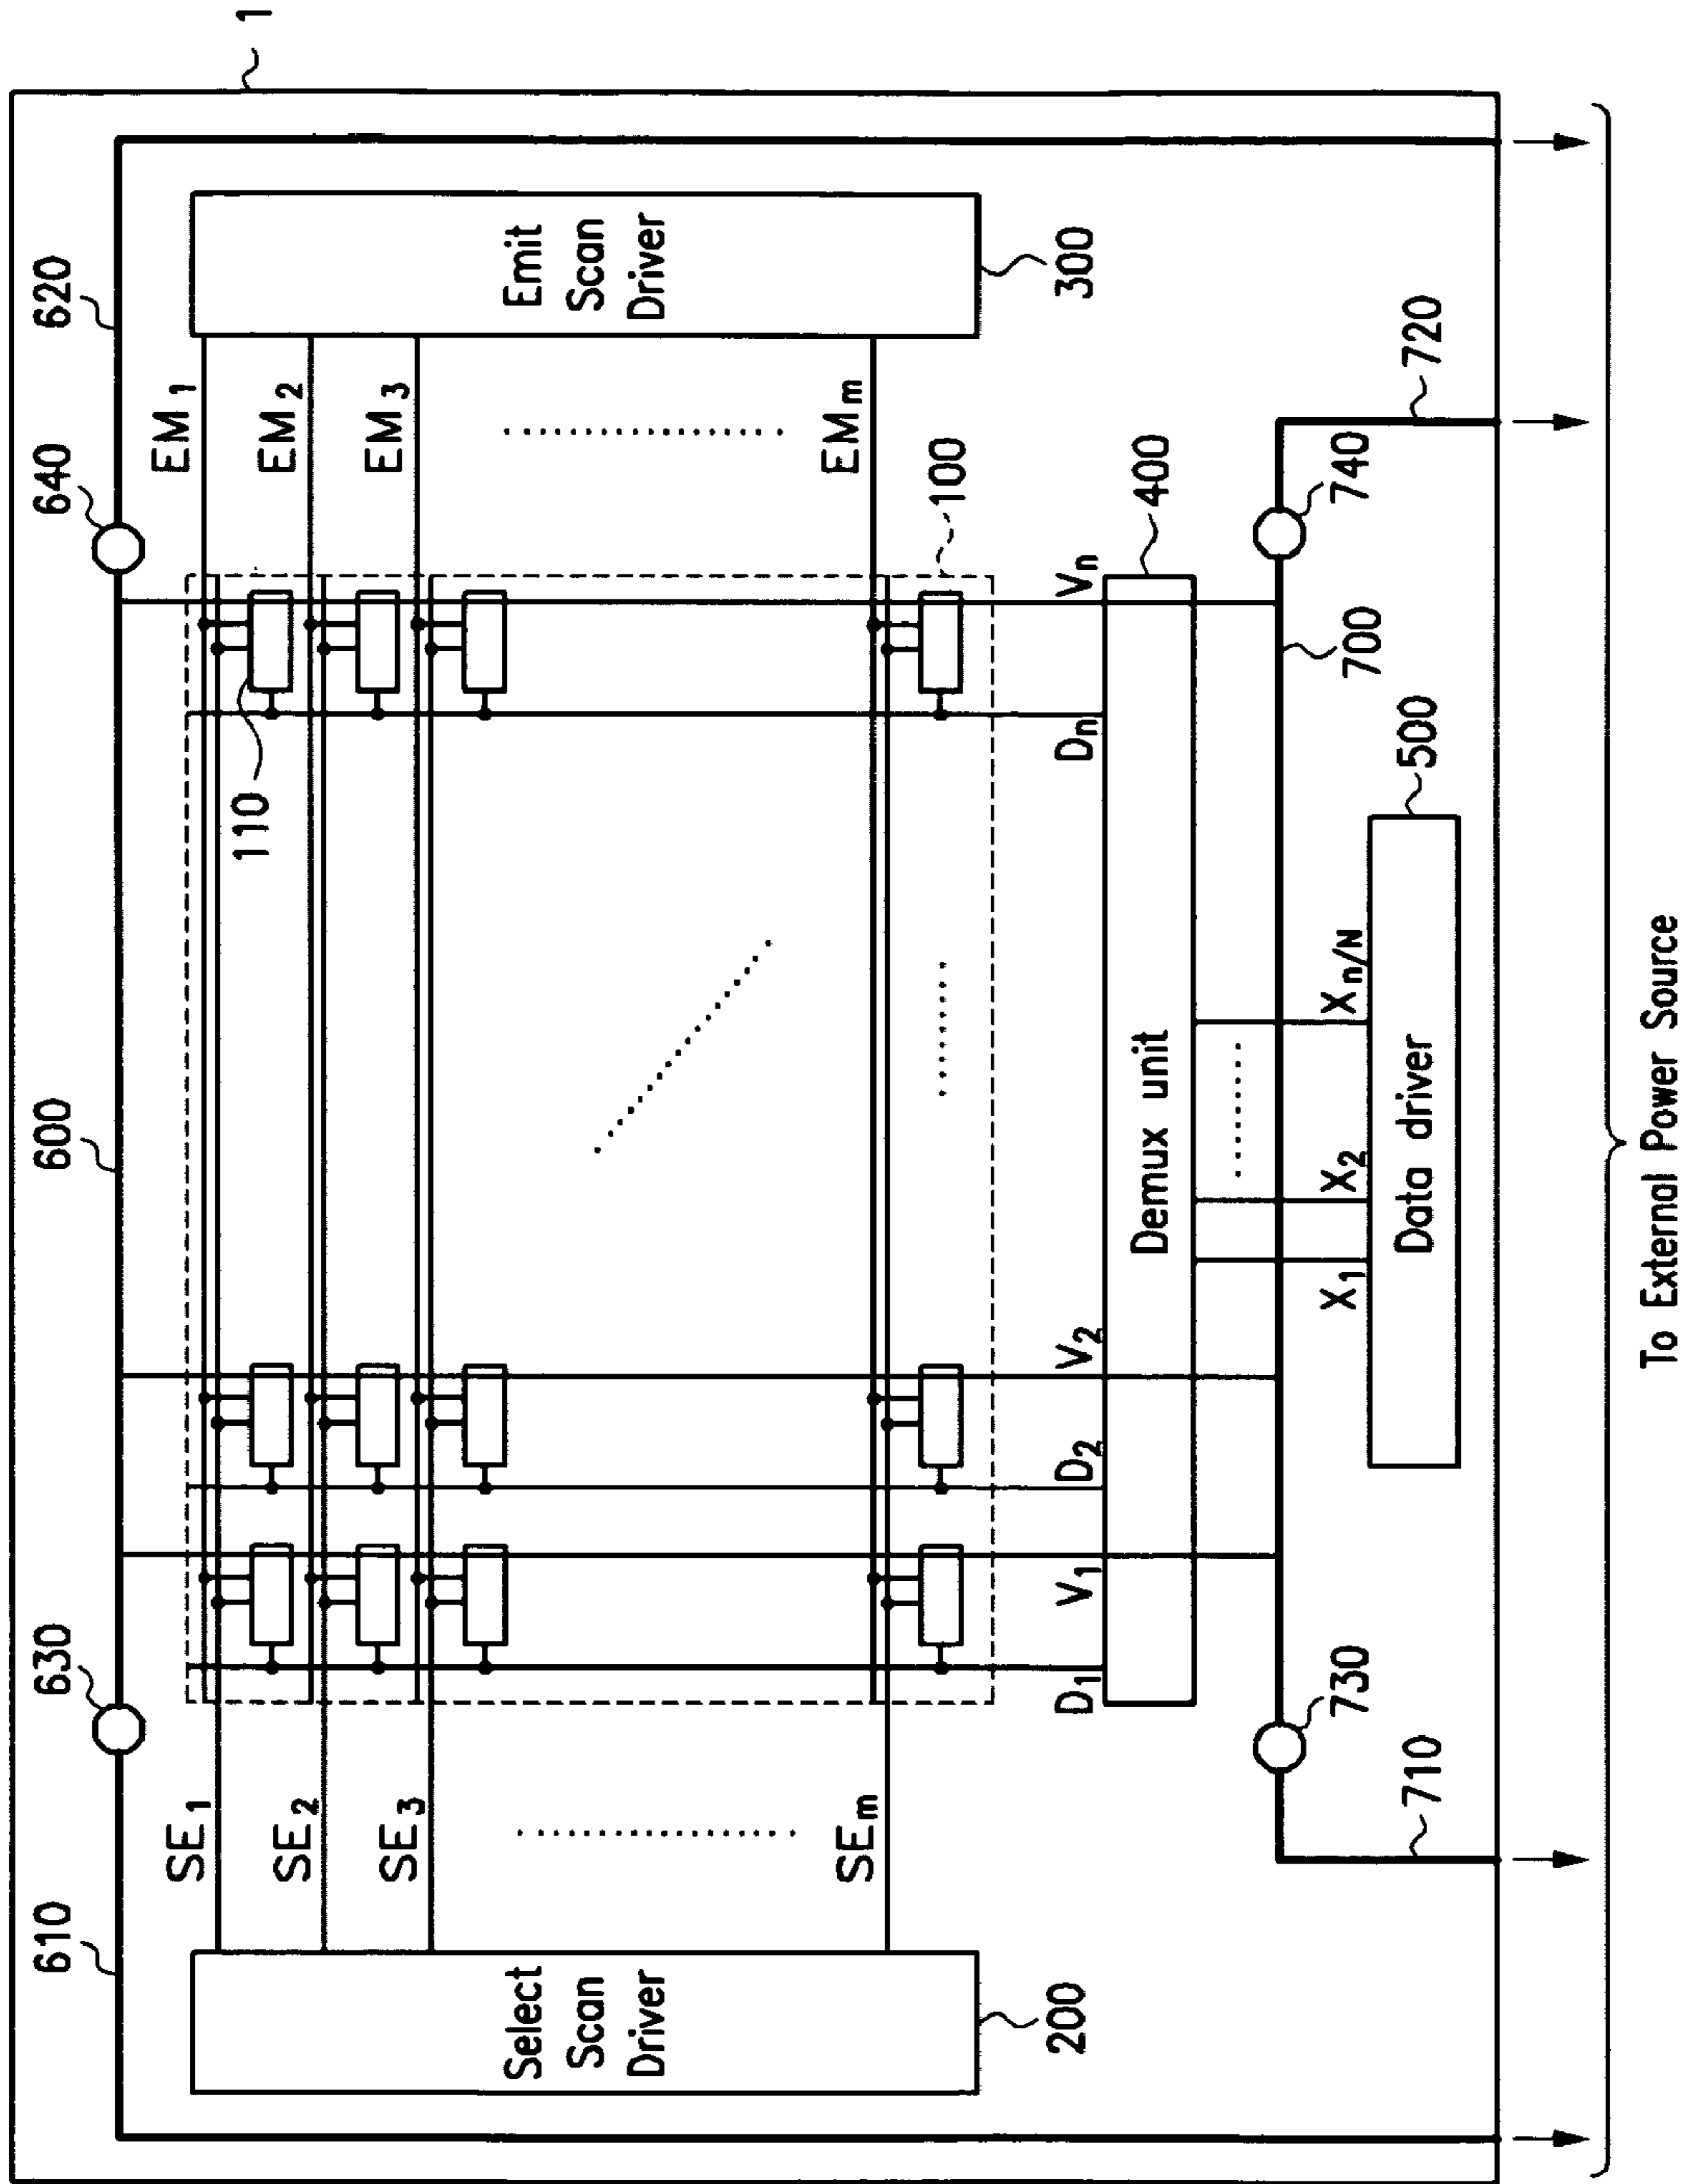 1
610
630
600
640
620
SE1
SE2
SE3
SEm
EM1
EM2
EM3
EMm
110
Select
Scan
Driver
200
Emit
Scan
Driver
300
100
D1
V1
D2
V2
Dn
Vn
Demux unit
400
X1
X2
Xn/N
700
730
740
710
720
Data driver
500
To External Power Source